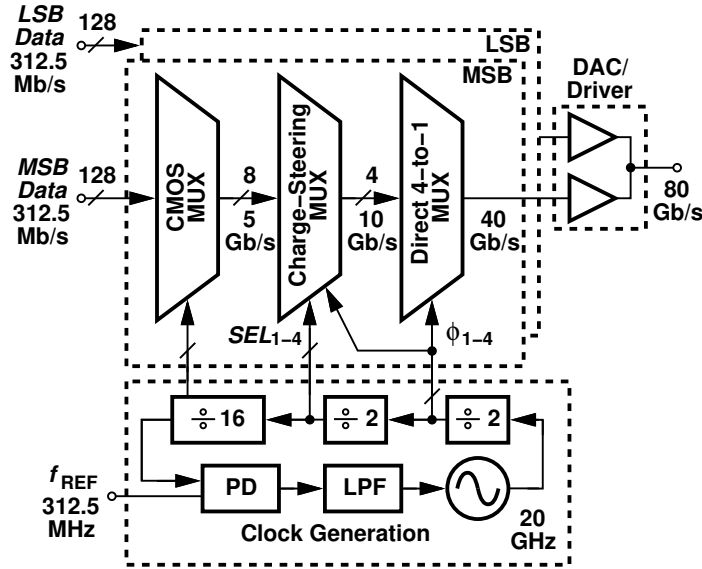 LSB
Data
312.5
Mb/s
128
LSB
MSB
DAC/
Driver
MSB
Data
312.5
Mb/s
128
CMOS
MUX
8
5
Gb/s
Charge–Steering
MUX
4
10
Gb/s
Direct 4–to–1
MUX
40
Gb/s
80
Gb/s
SEL1–4
ϕ1–4
÷ 16
÷ 2
÷ 2
fREF
312.5
MHz
PD
LPF
20
GHz
Clock Generation